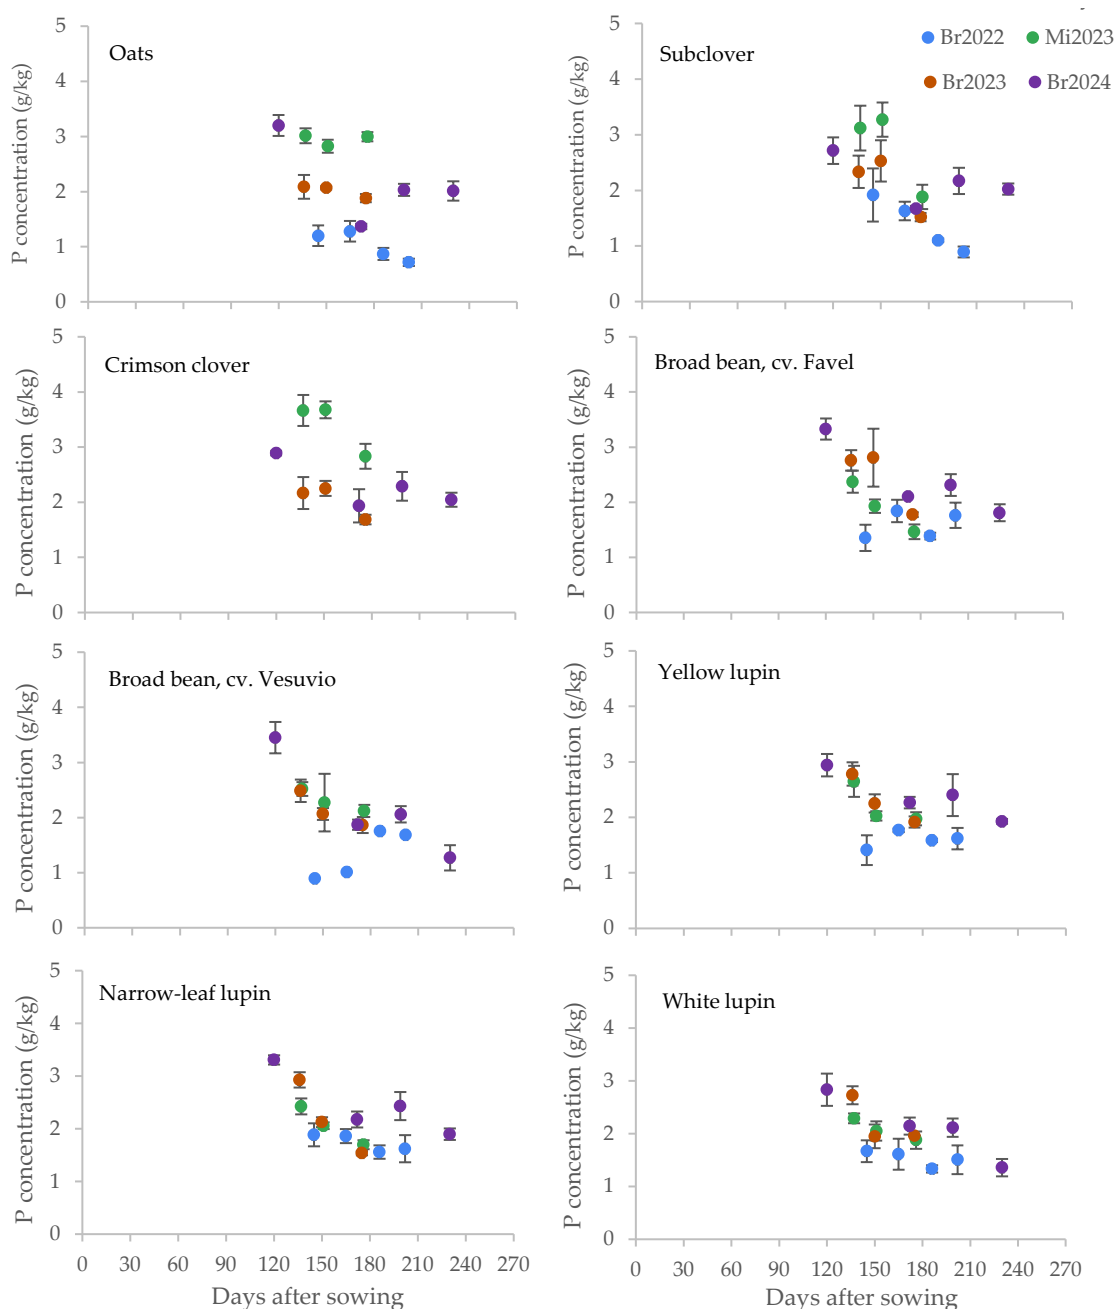 Oats
P concentration (g/kg)
5
4
3
2
1
0
Subclover
Br2022
Mi2023
Br2023
Br2024
P concentration (g/kg)
5
4
3
2
1
0
Crimson clover
P concentration (g/kg)
5
4
3
2
1
0
Broad bean, cv. Favel
P concentration (g/kg)
5
4
3
2
1
0
Broad bean, cv. Vesuvio
P concentration (g/kg)
5
4
3
2
1
0
Yellow lupin
P concentration (g/kg)
5
4
3
2
1
0
Narrow-leaf lupin
P concentration (g/kg)
5
4
3
2
1
0
0 30 60 90 120 150 180 210 240 270
Days after sowing
White lupin
P concentration (g/kg)
5
4
3
2
1
0
0 30 60 90 120 150 180 210 240 270
Days after sowing